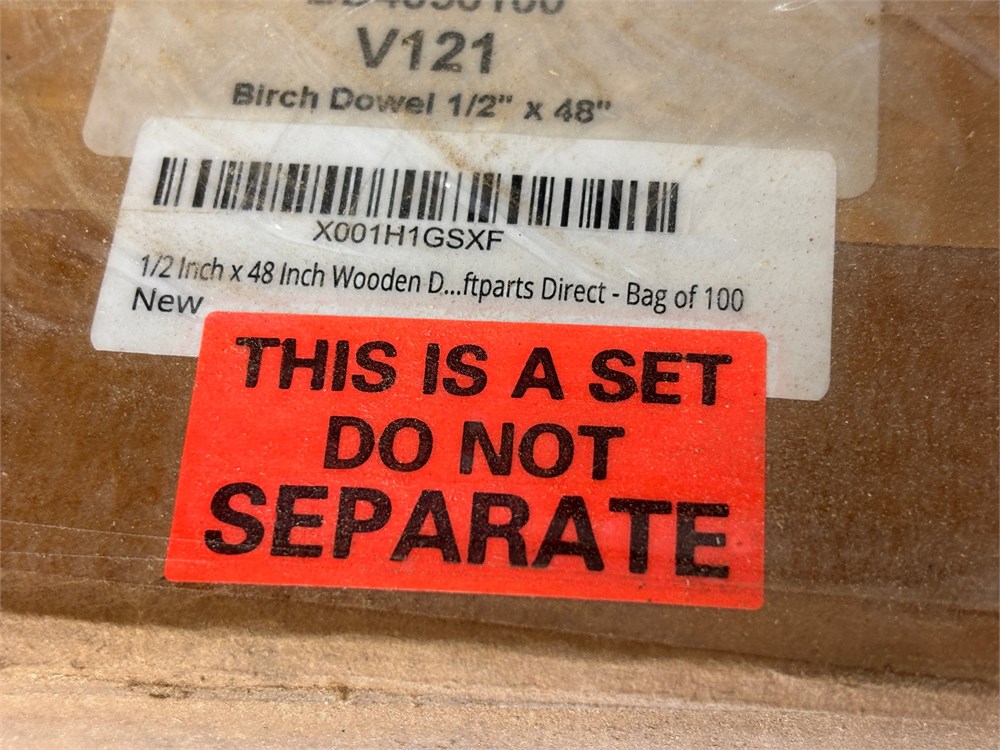 V121
Birch Dowel 1/2" x 48"
X001H1GSXF
1/2 Inch x 48 Inch Wooden D...ftparts Direct - Bag of 100
New
THIS IS A SET
DO NOT
SEPARATE